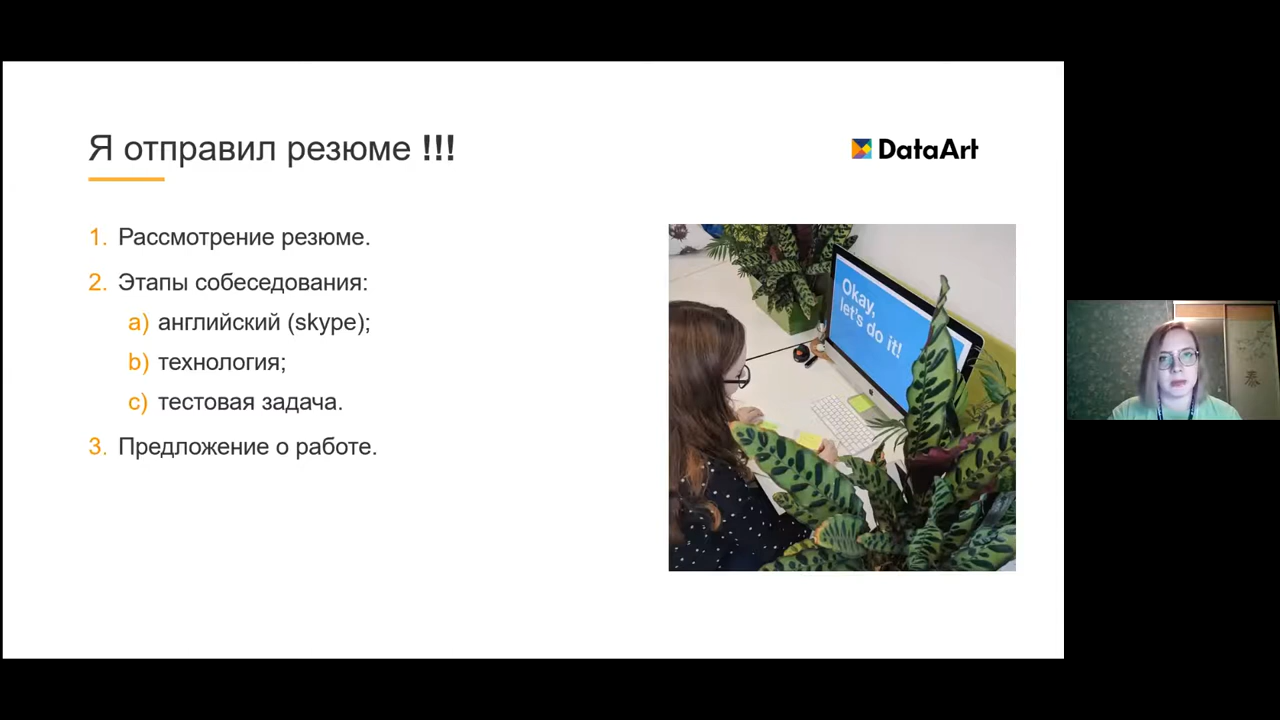 Я отправил резюме !!!
DataArt
1. Рассмотрение резюме.
2. Этапы собеседования:
a) английский (skype);
b) технология;
c) тестовая задача.
3. Предложение о работе.
Okay,
let's do it!
春